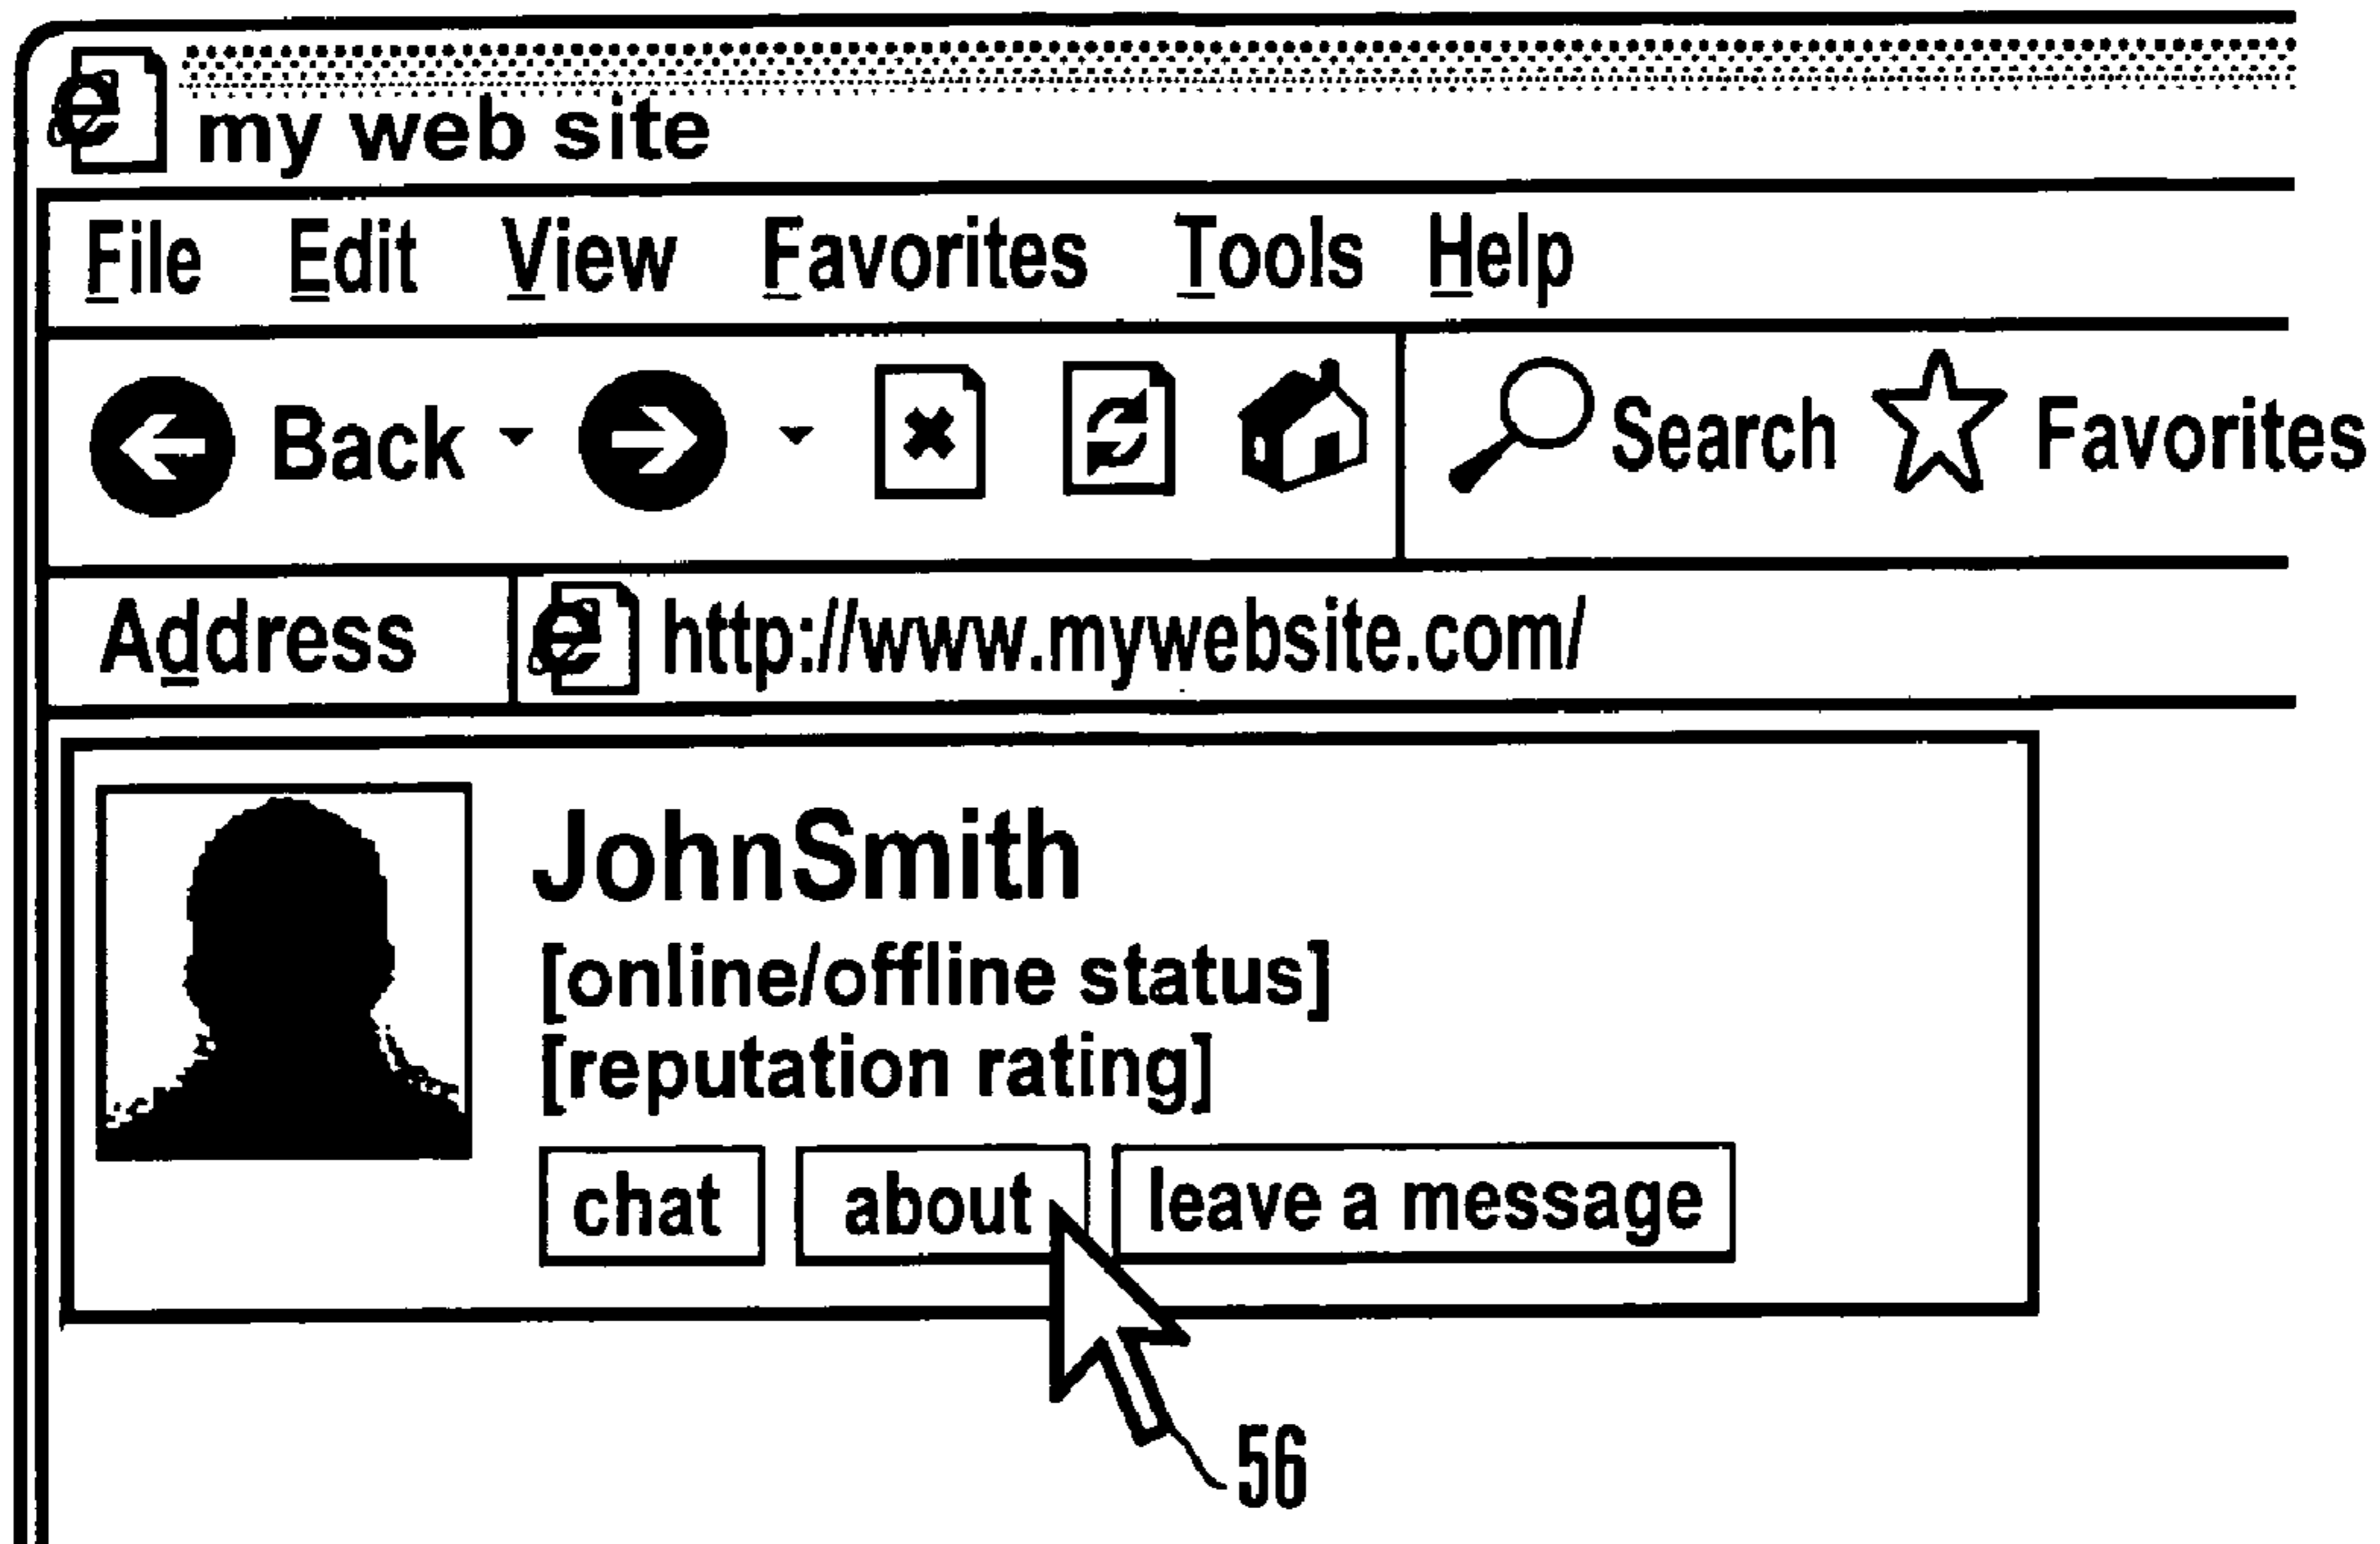 my web site
File Edit View Favorites Tools Help
Back Search Favorites
Address http://www.mywebsite.com/
JohnSmith
[online/offline status]
[reputation rating]
chat about leave a message
56